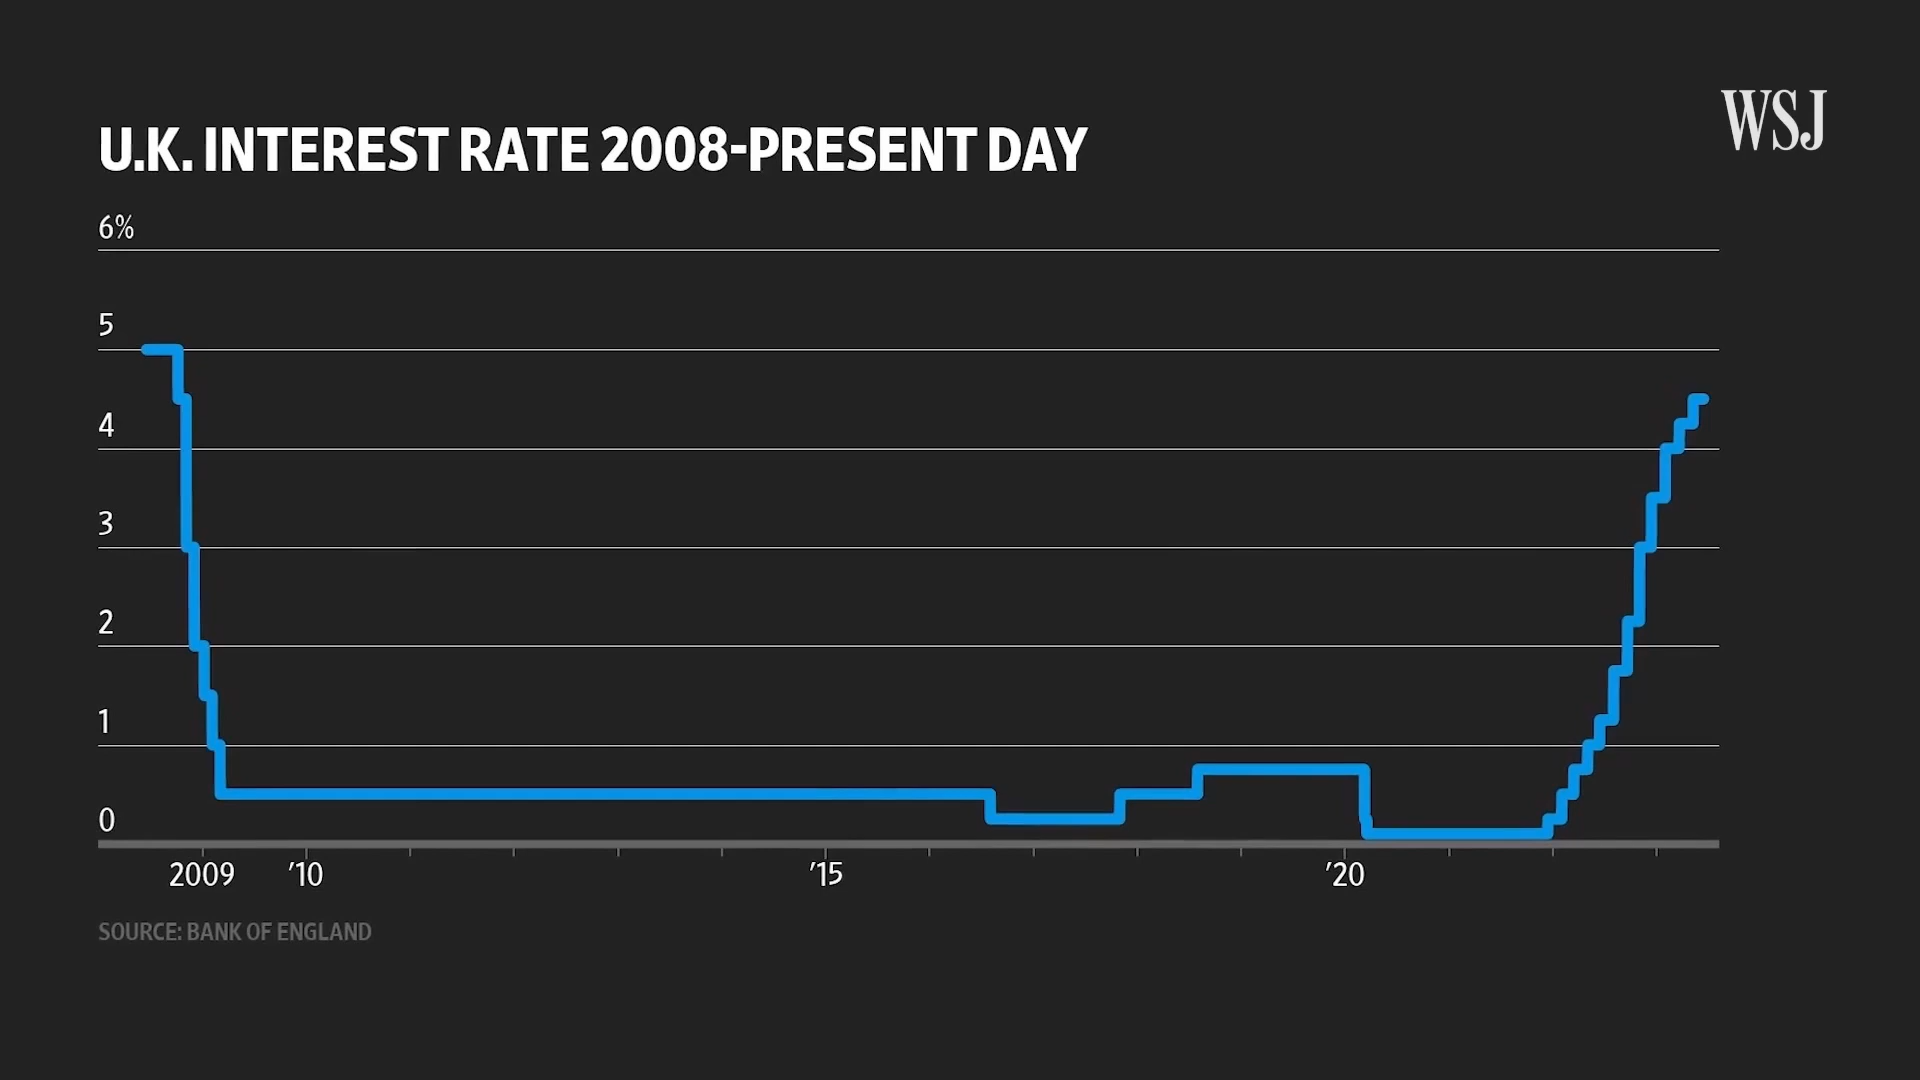 WSJ
U.K. INTEREST RATE 2008-PRESENT DAY
6%
5
4
3
2
1
0
2009 ’10 ’15 ’20
SOURCE: BANK OF ENGLAND